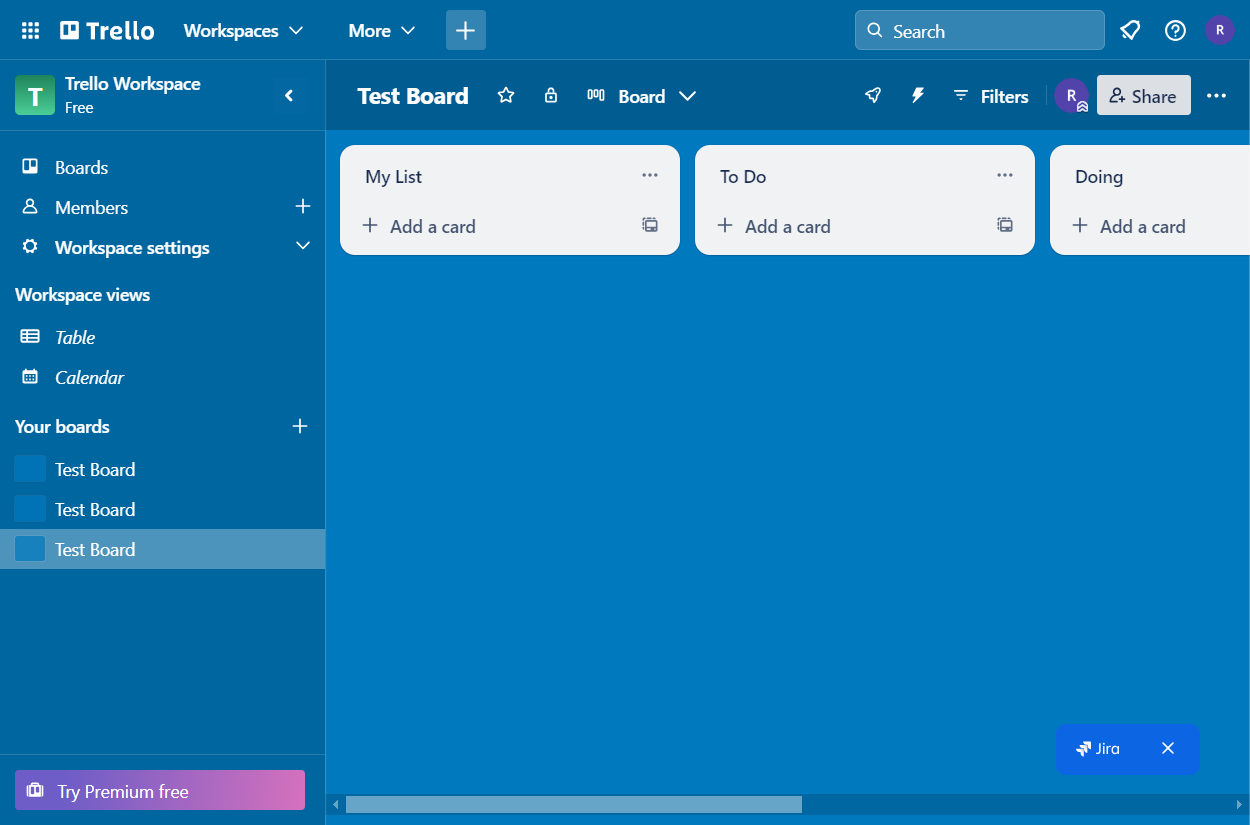 Trello
Workspaces
More
Search
R
T
Trello Workspace
Free
Test Board
Board
Filters
R
Share
Boards
Members
Workspace settings
Workspace views
Table
Calendar
Your boards
Test Board
Test Board
Test Board
Try Premium free
My List
Add a card
To Do
Add a card
Doing
Add a card
Jira